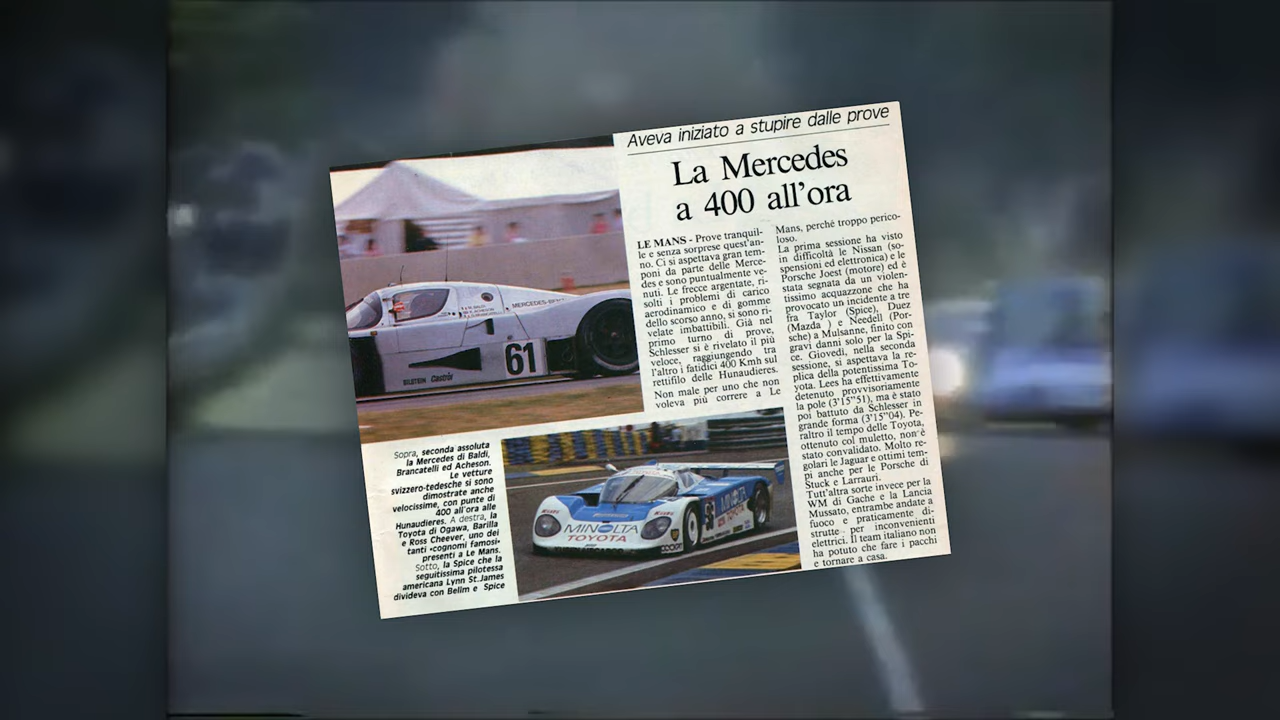 Aveva iniziato a stupire dalle prove
La Mercedes
a 400 all'ora
LE MANS - Prove tranquil-
le e senza sorprese quest'an-
no. Ci si aspettava gran tem-
poni da parte delle Merce-
des e sono puntualmente ve-
nuti. Le frecce argentate, ri-
solti i problemi di carico
aerodinamico e di gomme
dello scorso anno, si sono ri-
velate imbattibili. Già nel
primo turno di prove,
Schlesser si è rivelato il più
veloce, raggiungendo tra
l'altro i fatidici 400 Kmh sul
rettifilo delle Hunaudieres.
Non male per uno che non
voleva più correre a Le
Mans, perché troppo perico-
loso.
La prima sessione ha visto
in difficoltà le Nissan (so-
spensioni ed elettronica) e le
Porsche Joest (motore) ed è
stata segnata da un violen-
tissimo acquazzone che ha
provocato un incidente a tre
fra Taylor (Spice), Duez
(Mazda ) e Needell (Por-
sche) a Mulsanne, finito con
gravi danni solo per la Spi-
ce. Giovedì, nella seconda
sessione, si aspettava la re-
plica della potentissima To-
yota. Lees ha effettivamente
detenuto provvisoriamente
la pole (3'15"51), ma è stato
poi battuto da Schlesser in
grande forma (3'15"04). Pe-
raltro il tempo delle Toyota,
ottenuto col muletto, non è
stato convalidato. Molto re-
golari le Jaguar e ottimi tem-
pi anche per le Porsche di
Stuck e Larrauri.
Tutt'altra sorte invece per la
WM di Gache e la Lancia
Mussato, entrambe andate a
fuoco e praticamente di-
strutte per inconvenienti
elettrici. Il team italiano non
ha potuto che fare i pacchi
e tornare a casa.
MERCEDES-BENZ
61
BILSTEIN Castrol
Sopra, seconda assoluta
la Mercedes di Baldi,
Brancatelli ed Acheson.
Le vetture
svizzero-tedesche si sono
dimostrate anche
velocissime, con punte di
400 all'ora alle
Hunaudieres. A destra, la
Toyota di Ogawa, Barilla
e Ross Cheever, uno dei
tanti «cognomi famosi»
presenti a Le Mans.
Sotto, la Spice che la
seguitissima pilotessa
americana Lynn St.James
divideva con Bellm e Spice
MINOLTA
TOYOTA
MINOLTA
TOYOTA